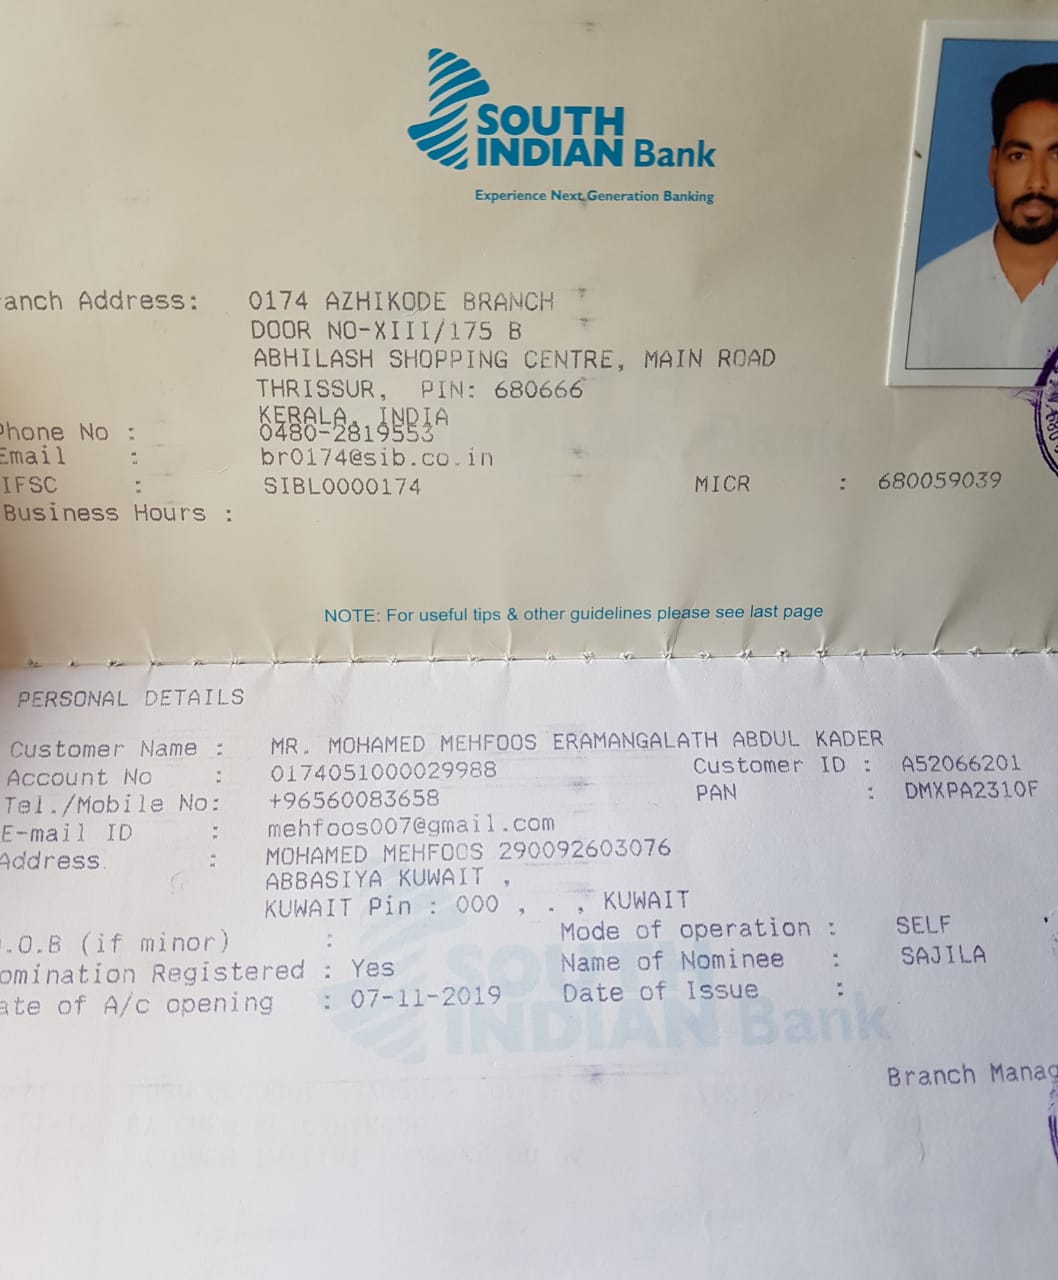 SOUTH
INDIAN Bank
Experience Next Generation Banking
anch Address: 0174 AZHIKODE BRANCH
DOOR NO-XIII/175 B
ABHILASH SHOPPING CENTRE, MAIN ROAD
THRISSUR, PIN: 680666
KERALA, INDIA
Phone No : 0480-2819553
Email : br0174@sib.co.in
IFSC : SIBL0000174 MICR : 680059039
Business Hours :
NOTE: For useful tips & other guidelines please see last page
PERSONAL DETAILS
Customer Name : MR. MOHAMED MEHFOOS ERAMANGALATH ABDUL KADER
Account No : 0174051000029988 Customer ID : A52066201
Tel./Mobile No: +96560083658 PAN : DMXPA2310F
E-mail ID : mehfoos007@gmail.com
Address. : MOHAMED MEHFOOS 290092603076
ABBASIYA KUWAIT ,
KUWAIT Pin : 000 , . , KUWAIT
.O.B (if minor) : Mode of operation : SELF
omination Registered : Yes Name of Nominee : SAJILA
ate of A/c opening : 07-11-2019 Date of Issue :
SOUTH
INDIAN Bank
Branch Manag